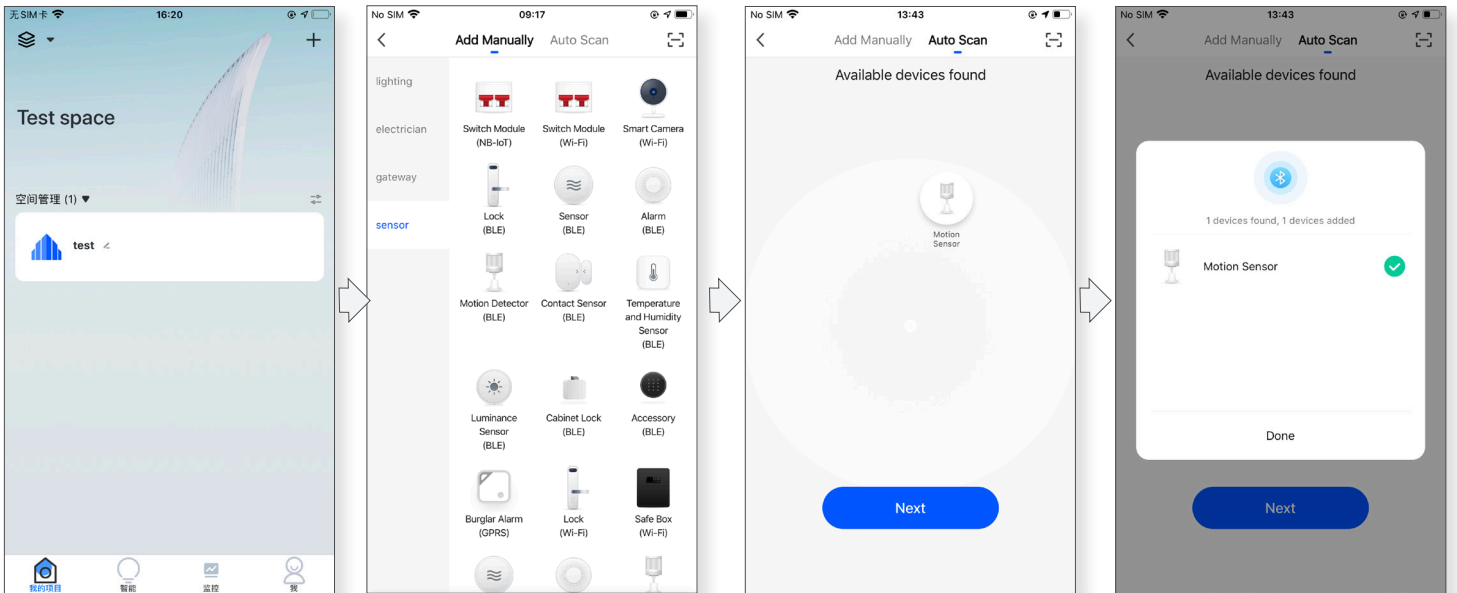 无SIM卡 16:20
Test space
空间管理 (1) ▼
test
我的项目 智能 监控 我
No SIM 09:17
Add Manually Auto Scan
lighting
electrician
gateway
sensor
Switch Module (NB-IoT)
Switch Module (Wi-Fi)
Smart Camera (Wi-Fi)
Lock (BLE)
Sensor (BLE)
Alarm (BLE)
Motion Detector (BLE)
Contact Sensor (BLE)
Temperature and Humidity Sensor (BLE)
Luminance Sensor (BLE)
Cabinet Lock (BLE)
Accessory (BLE)
Burglar Alarm (GPRS)
Lock (Wi-Fi)
Safe Box (Wi-Fi)
No SIM 13:43
Add Manually Auto Scan
Available devices found
Motion
Sensor
Next
No SIM 13:43
Add Manually Auto Scan
Available devices found
1 devices found, 1 devices added
Motion Sensor
Done
Next